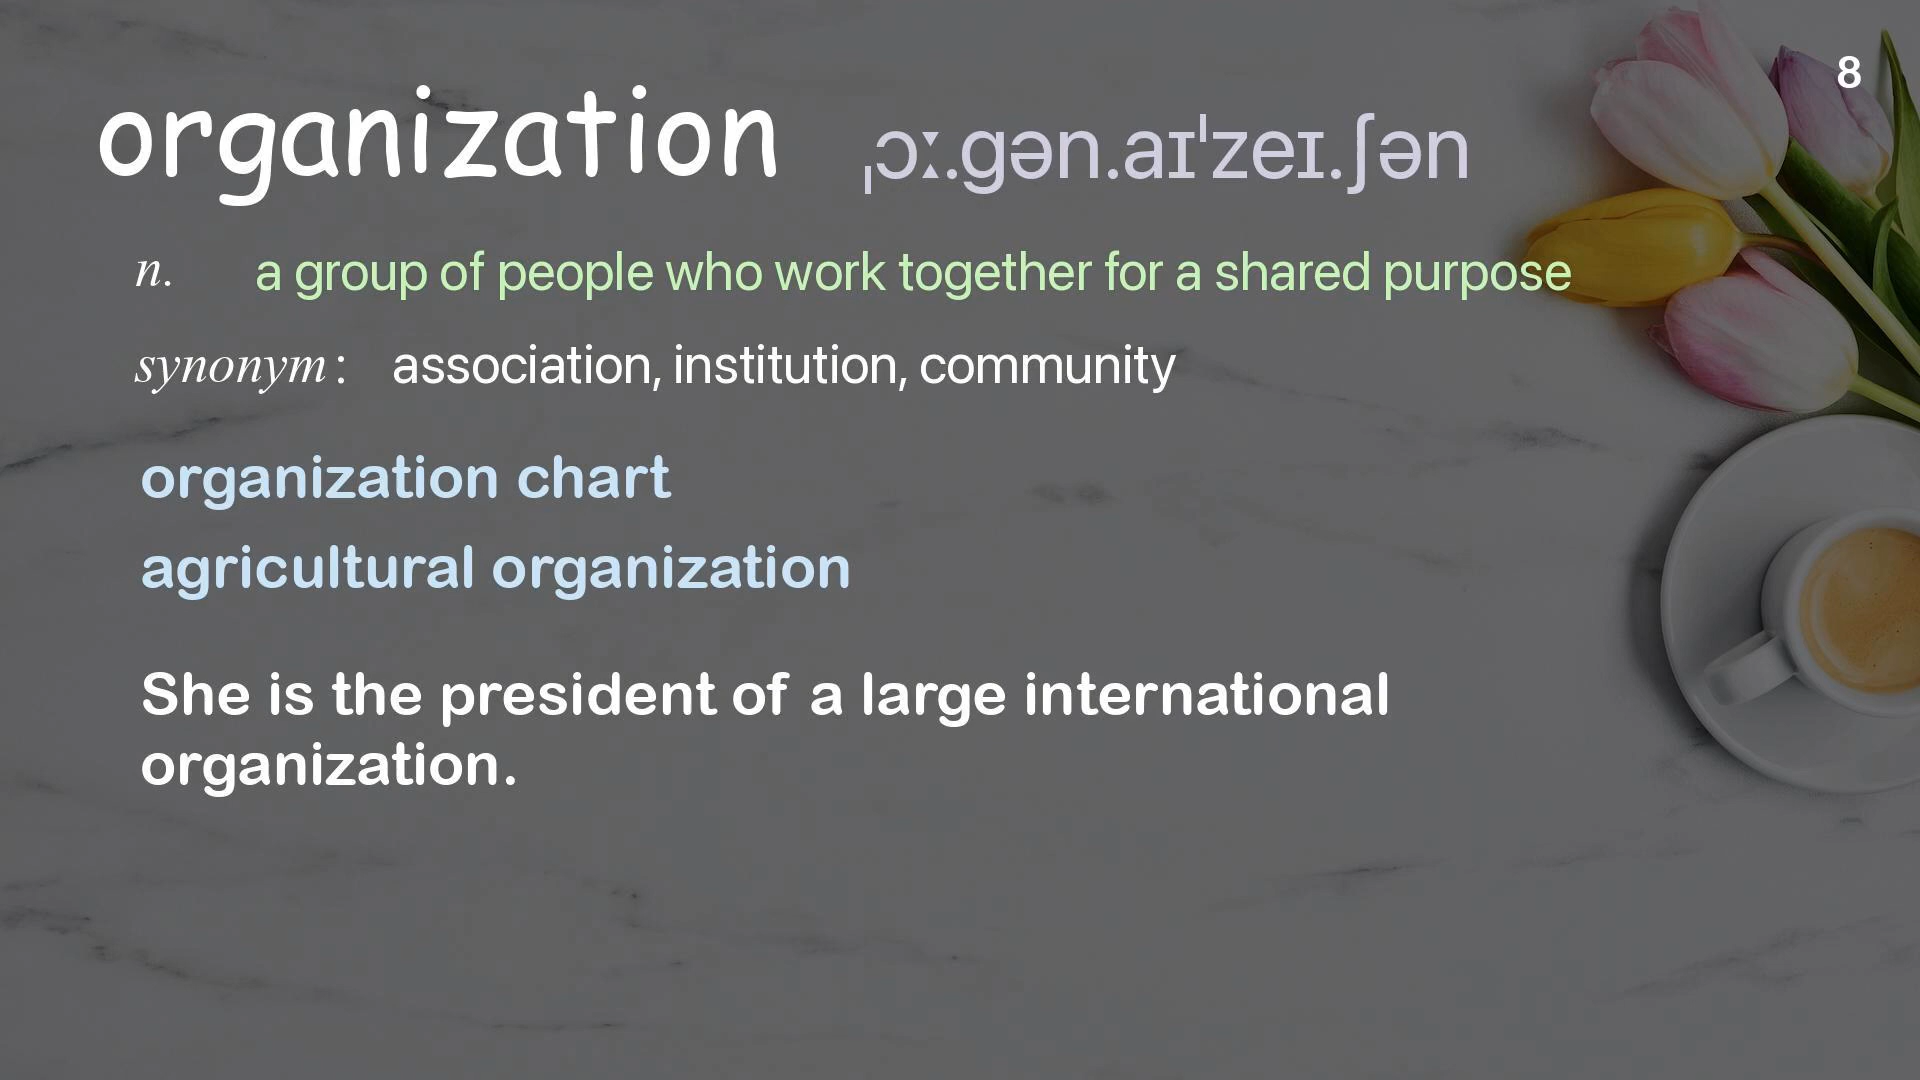 8
organization ˌɔː.gən.aɪˈzeɪ.ʃən
n. a group of people who work together for a shared purpose
synonym: association, institution, community
organization chart
agricultural organization
She is the president of a large international
organization.